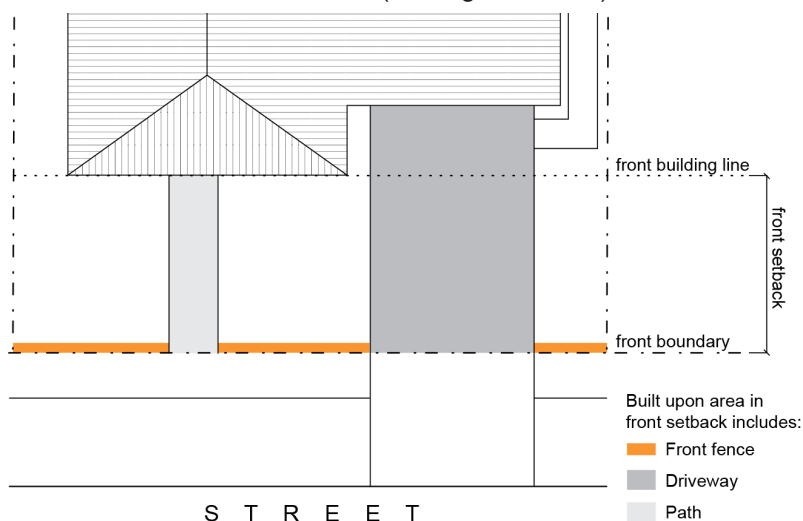 front building line
front setback
front boundary
Built upon area in
front setback includes:
Front fence
Driveway
Path
S T R E E T